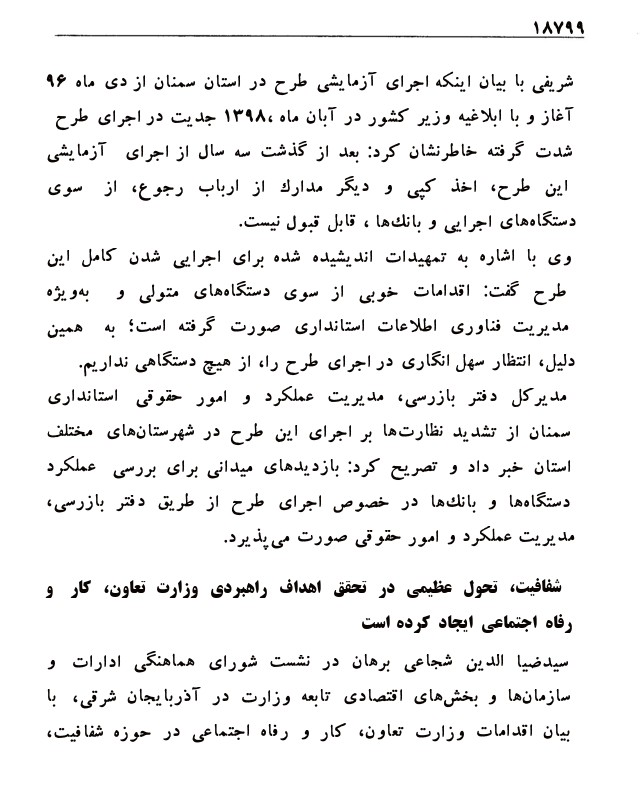 ۱۸۷۹۹
شریفی با بیان اینکه اجرای آزمایشی طرح در استان سمنان از دی ماه ۹۶
آغاز و با ابلاغیه وزیر کشور در آبان ماه ۱۳۹۸، جدیت در اجرای طرح
شدت گرفته خاطرنشان کرد: بعد از گذشت سه سال از اجرای آزمایشی
این طرح، اخذ کپی و دیگر مدارك از ارباب رجوع، از سوی
دستگاه‌های اجرایی و بانك‌ها ، قابل قبول نیست.
وی با اشاره به تمهیدات اندیشیده شده برای اجرایی شدن کامل این
طرح گفت: اقدامات خوبی از سوی دستگاه‌های متولی و به‌ویژه
مدیریت فناوری اطلاعات استانداری صورت گرفته است؛ به همین
دلیل، انتظار سهل انگاری در اجرای طرح را، از هیچ دستگاهی نداریم.
مدیرکل دفتر بازرسی، مدیریت عملکرد و امور حقوقی استانداری
سمنان از تشدید نظارت‌ها بر اجرای این طرح در شهرستان‌های مختلف
استان خبر داد و تصریح کرد: بازدیدهای میدانی برای بررسی عملکرد
دستگاه‌ها و بانك‌ها در خصوص اجرای طرح از طریق دفتر بازرسی،
مدیریت عملکرد و امور حقوقی صورت می‌پذیرد.
شفافیت، تحول عظیمی در تحقق اهداف راهبردی وزارت تعاون، کار و
رفاه اجتماعی ایجاد کرده است
سیدضیا الدین شجاعی برهان در نشست شورای هماهنگی ادارات و
سازمان‌ها و بخش‌های اقتصادی تابعه وزارت در آذربایجان شرقی، با
بیان اقدامات وزارت تعاون، کار و رفاه اجتماعی در حوزه شفافیت،